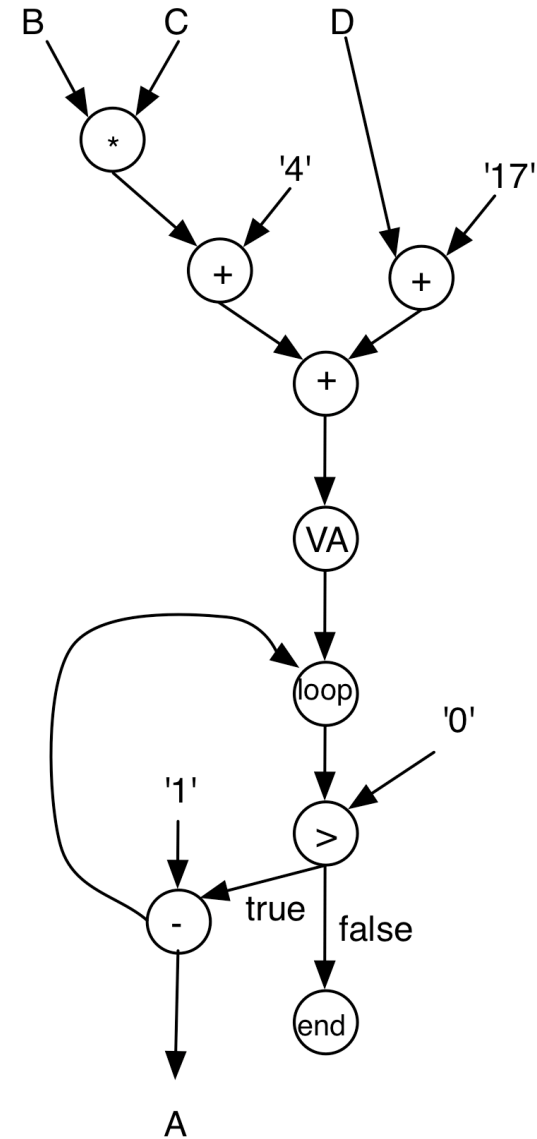 B C D
*
'4' '17'
+ +
+
VA
loop
'0'
'1'
>
true
- false
end
A